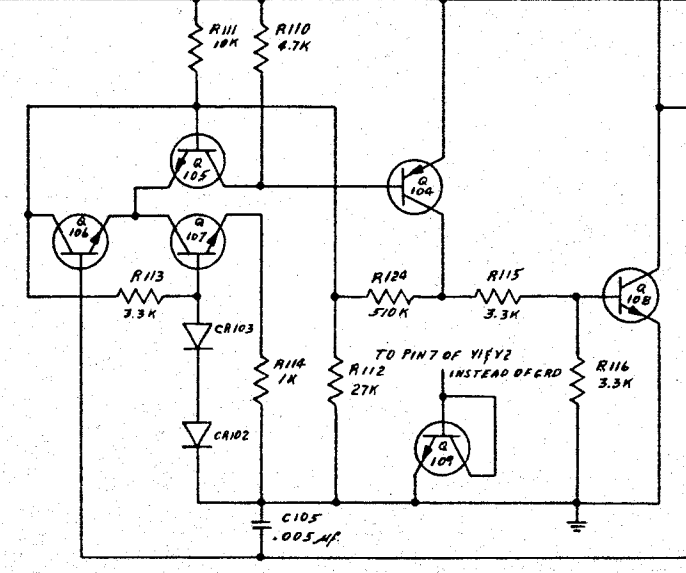 R111
10K
R110
4.7K
Q
105
Q
104
Q
106
Q
107
R113
3.3K
R124
510K
R115
3.3K
Q
108
CR103
TO PIN 7 OF Y1&Y2
INSTEAD OF GRD
R114
1K
R112
27K
R116
3.3K
CR102
Q
109
C105
.005 µf.